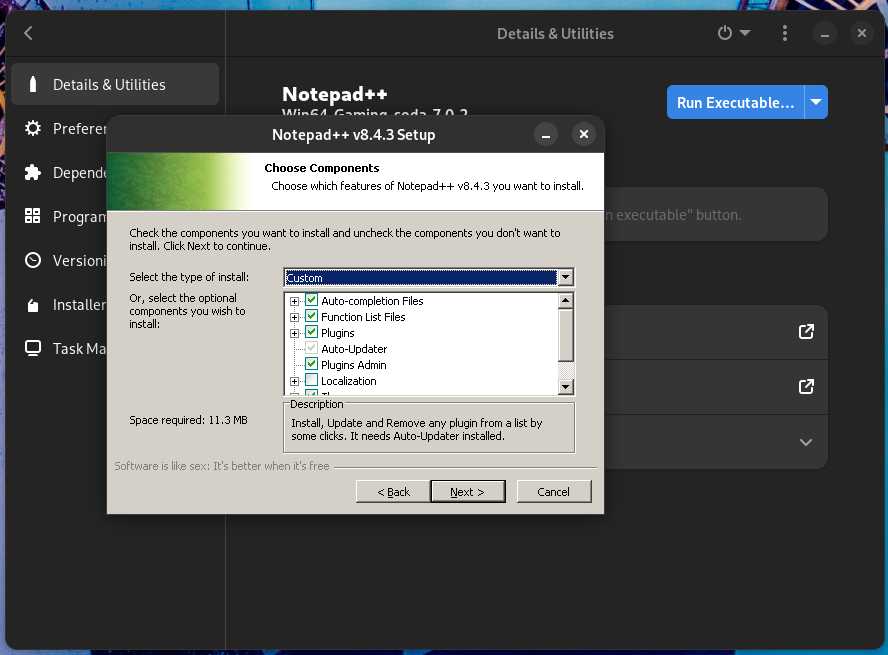 Details & Utilities
Details & Utilities
Notepad++
Win64 Gaming soda-7.0-2
Run Executable...
Prefere
Notepad++ v8.4.3 Setup
Depende
Choose Components
Choose which features of Notepad++ v8.4.3 you want to install.
Program
n executable" button.
Check the components you want to install and uncheck the components you don't want to
install. Click Next to continue.
Versioni
Select the type of install:
Custom
Or, select the optional
components you wish to
install:
Auto-completion Files
Function List Files
Plugins
Auto-Updater
Plugins Admin
Localization
Installer
Task Ma
Description
Install, Update and Remove any plugin from a list by
some clicks. It needs Auto-Updater installed.
Space required: 11.3 MB
Software is like sex: It's better when it's free
< Back
Next >
Cancel